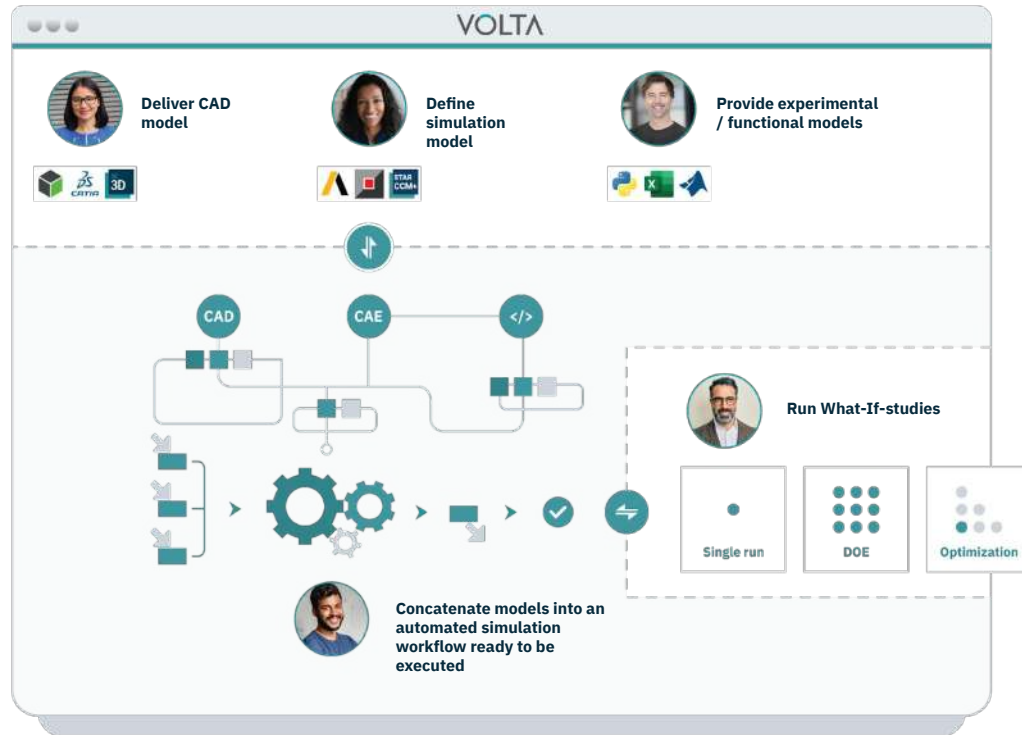 VOLTA
Deliver CAD
model
Define
simulation
model
Provide experimental
/ functional models
CATIA
3D
STAR
CCM+
X
CAD
CAE
</>
Run What-If-studies
Single run
DOE
Optimization
Concatenate models into an
automated simulation
workflow ready to be
executed